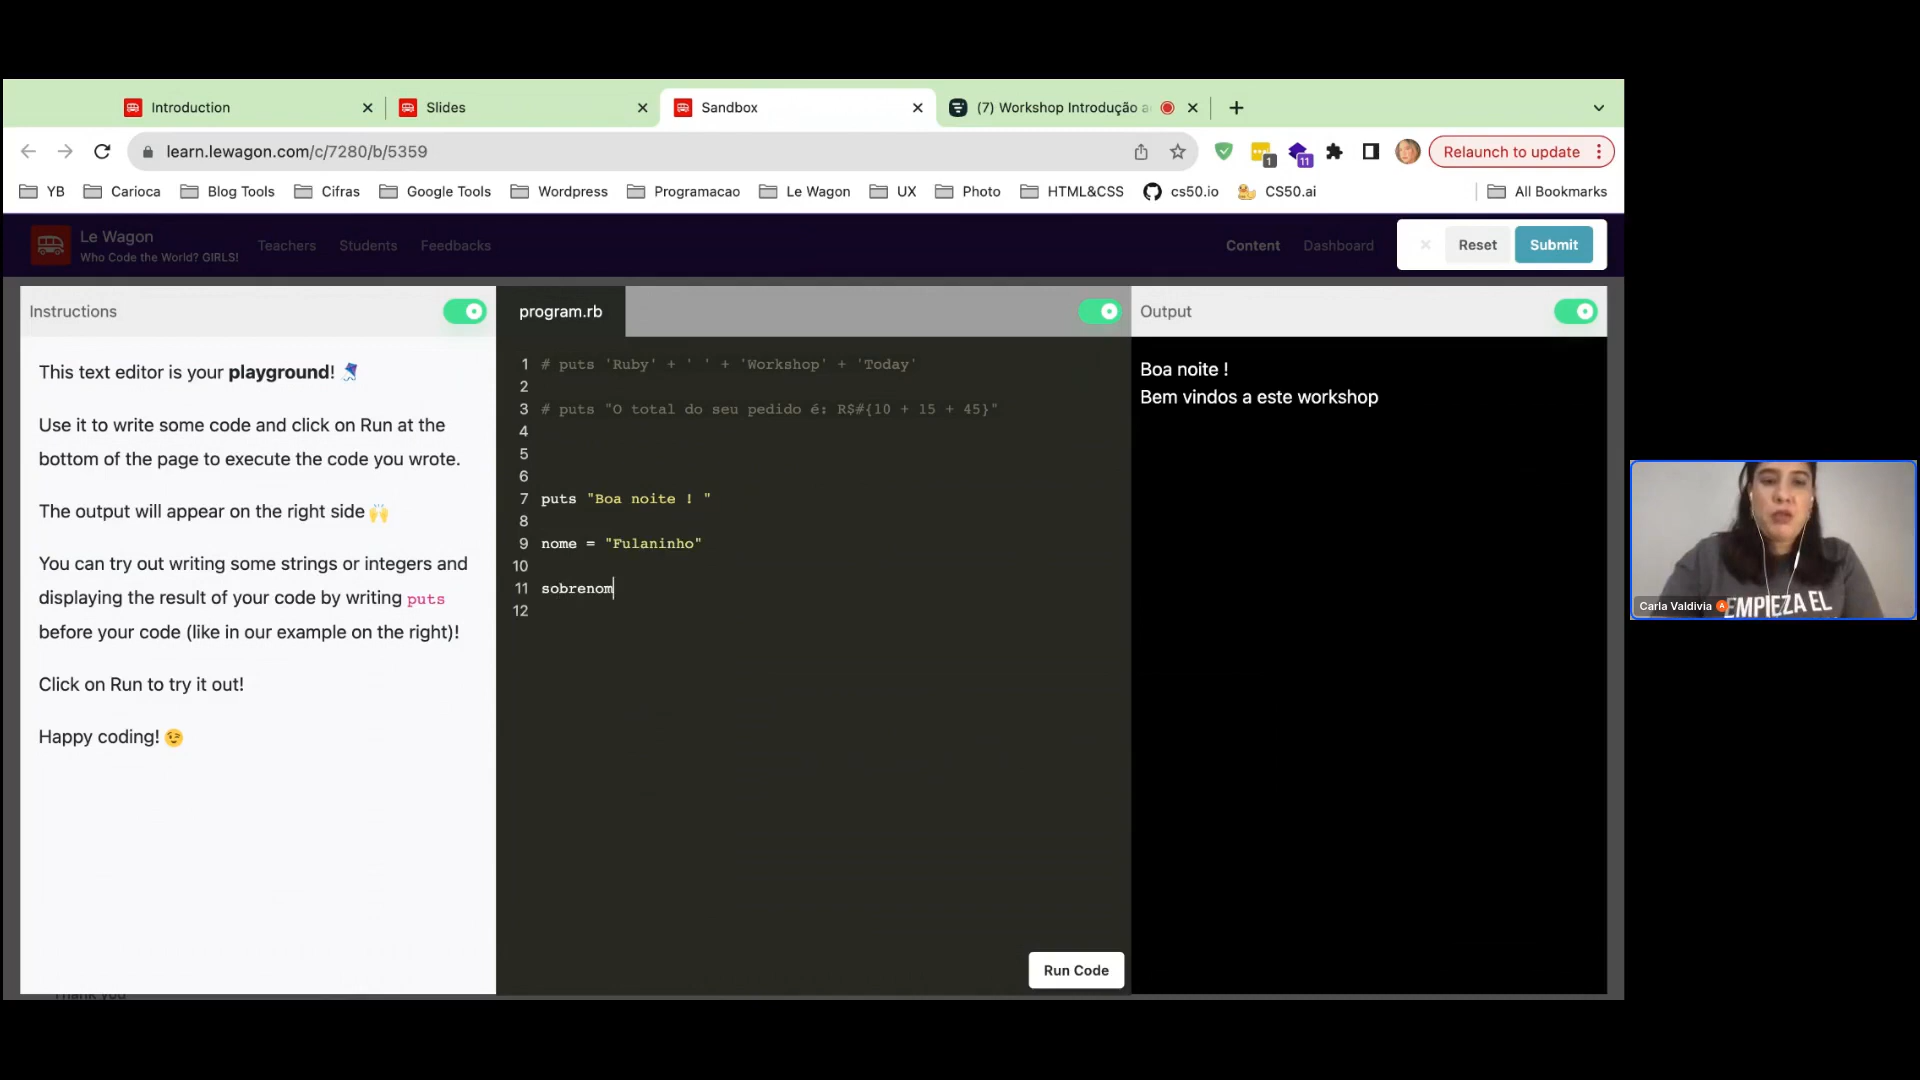 Introduction
Slides
Sandbox
(7) Workshop Introdução a
learn.lewagon.com/c/7280/b/5359
1
11
Relaunch to update
YB
Carioca
Blog Tools
Cifras
Google Tools
Wordpress
Programacao
Le Wagon
UX
Photo
HTML&CSS
cs50.io
CS50.ai
All Bookmarks
Le Wagon
Who Code the World? GIRLS!
Teachers
Students
Feedbacks
Content
Dashboard
Reset
Submit
Instructions
This text editor is your playground!
Use it to write some code and click on Run at the
bottom of the page to execute the code you wrote.
The output will appear on the right side
You can try out writing some strings or integers and
displaying the result of your code by writing puts
before your code (like in our example on the right)!
Click on Run to try it out!
Happy coding!
Thank you
program.rb
1 # puts 'Ruby' + ' ' + 'Workshop' + 'Today'
2
3 # puts "O total do seu pedido é: R$#{10 + 15 + 45}"
4
5
6
7 puts "Boa noite ! "
8
9 nome = "Fulaninho"
10
11 sobrenom
12
Run Code
Output
Boa noite !
Bem vindos a este workshop
EMPIEZA EL
Carla Valdivia